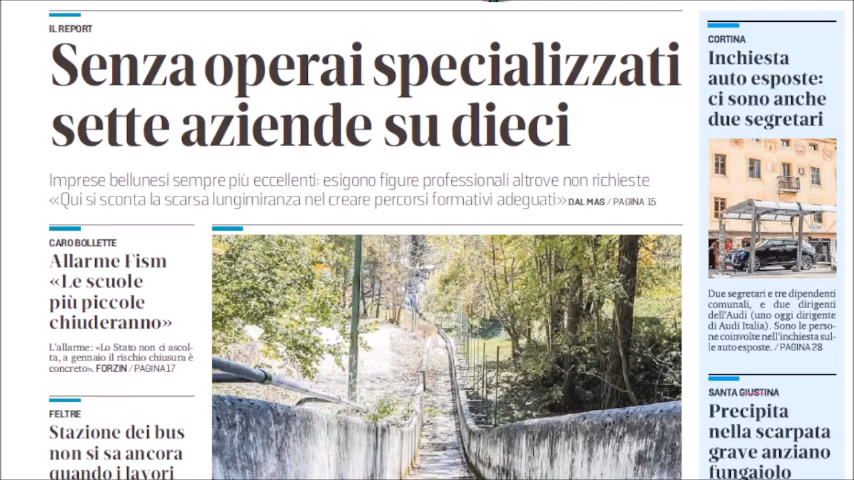 IL REPORT
Senza operai specializzati
sette aziende su dieci
Imprese bellunesi sempre più eccellenti: esigono figure professionali altrove non richieste
«Qui si sconta la scarsa lungimiranza nel creare percorsi formativi adeguati» DAL MAS / PAGINA 15
CARO BOLLETTE
Allarme Fism
«Le scuole
più piccole
chiuderanno»
L'allarme: «Lo Stato non ci ascol-
ta, a gennaio il rischio chiusura è
concreto». FORZIN / PAGINA 17
FELTRE
Stazione dei bus
non si sa ancora
quando i lavori
CORTINA
Inchiesta
auto esposte:
ci sono anche
due segretari
Due segretari e tre dipendenti
comunali, e due dirigenti
dell'Audi (uno oggi dirigente
di Audi Italia). Sono le perso-
ne coinvolte nell'inchiesta sul-
le auto esposte. / PAGINA 28
SANTA GIUSTINA
Precipita
nella scarpata
grave anziano
fungaiolo